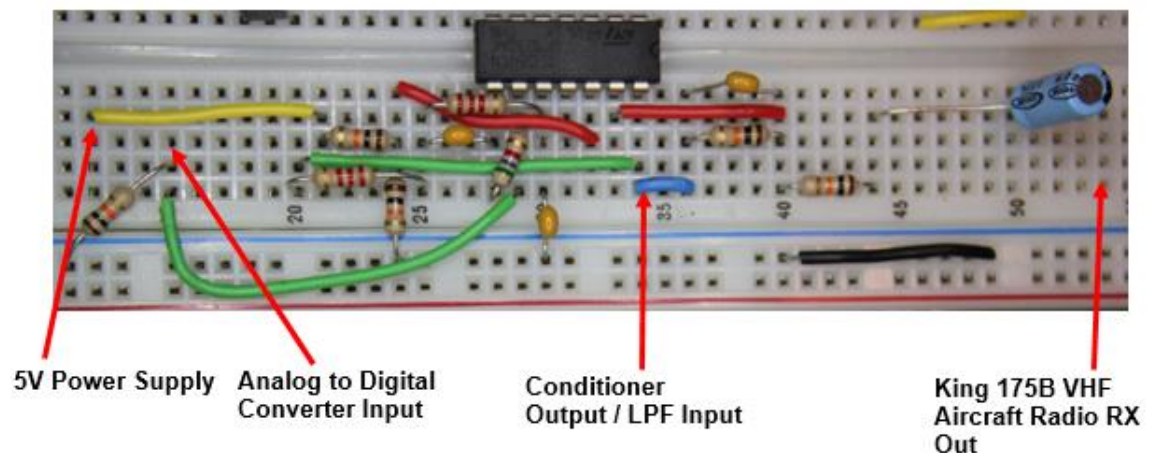 20
25
35
40
45
50
5V Power Supply
Analog to Digital
Converter Input
Conditioner
Output / LPF Input
King 175B VHF
Aircraft Radio RX
Out